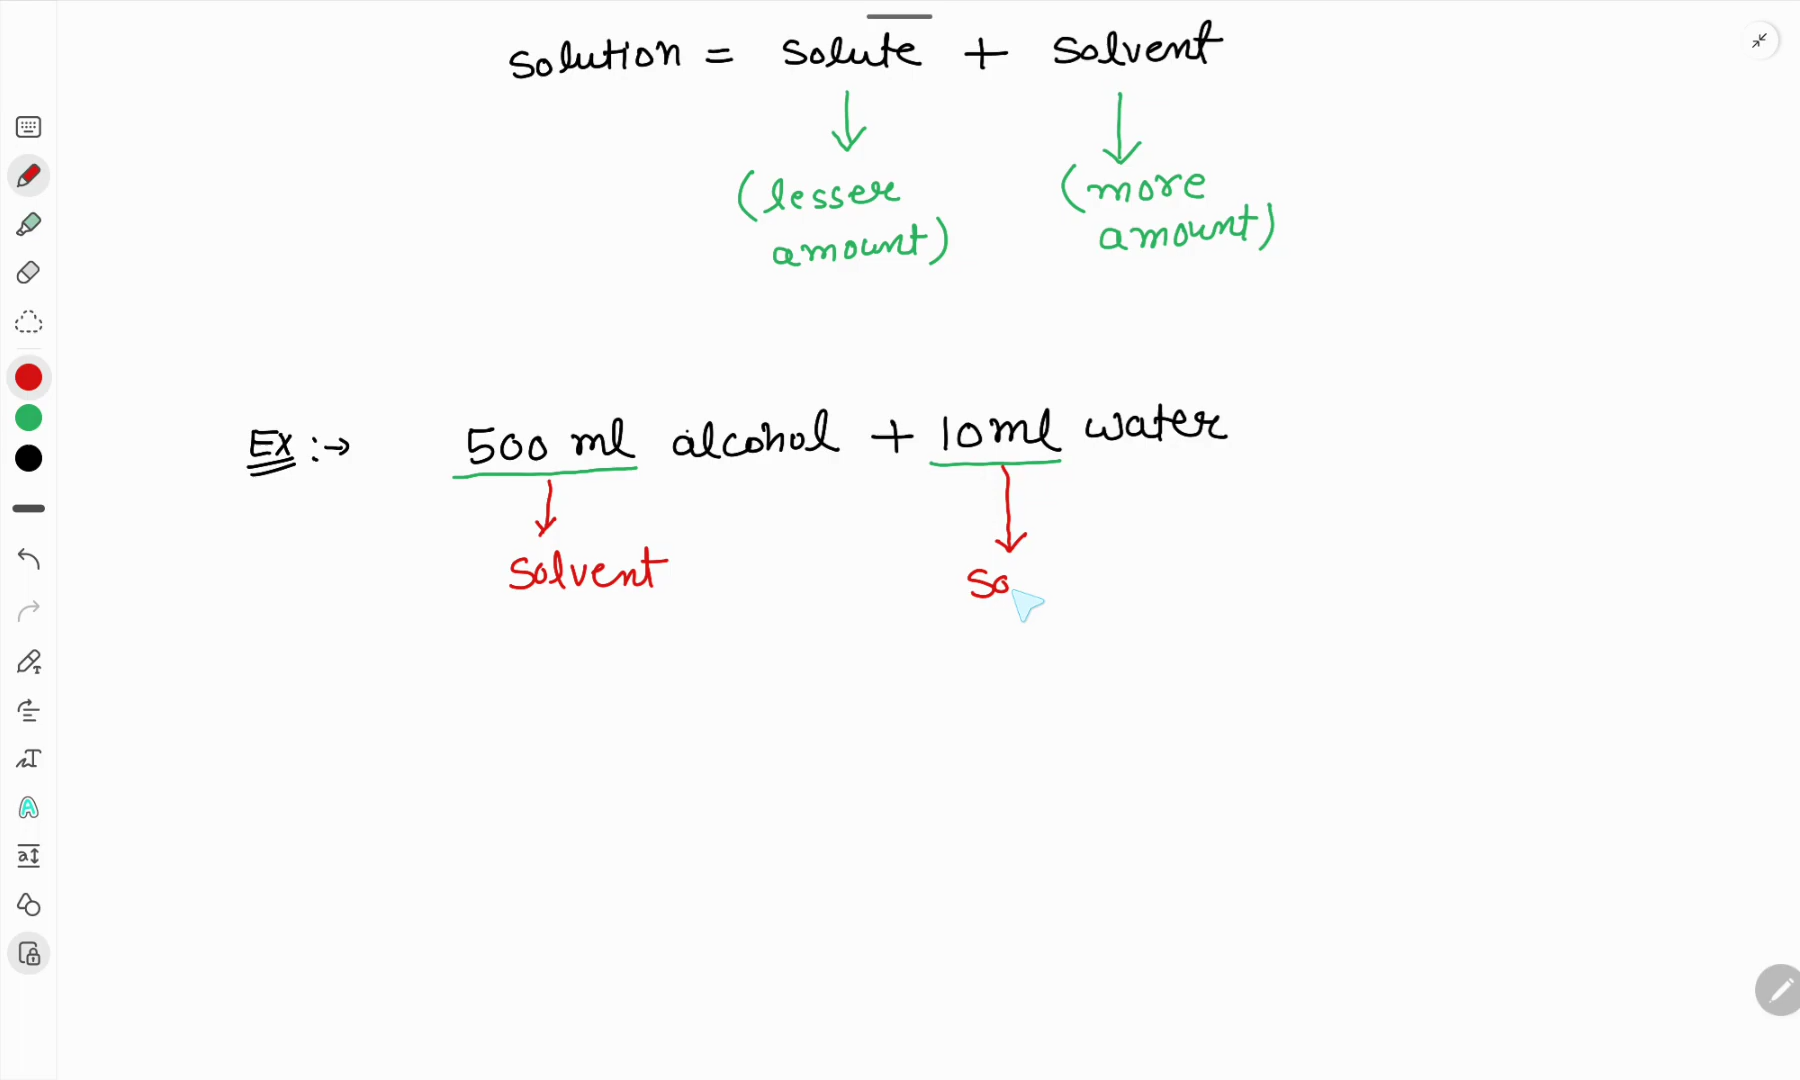 solution = solute + solvent
(lesser amount)
(more amount)
Ex :→ 500 ml alcohol + 10ml water
solvent
so